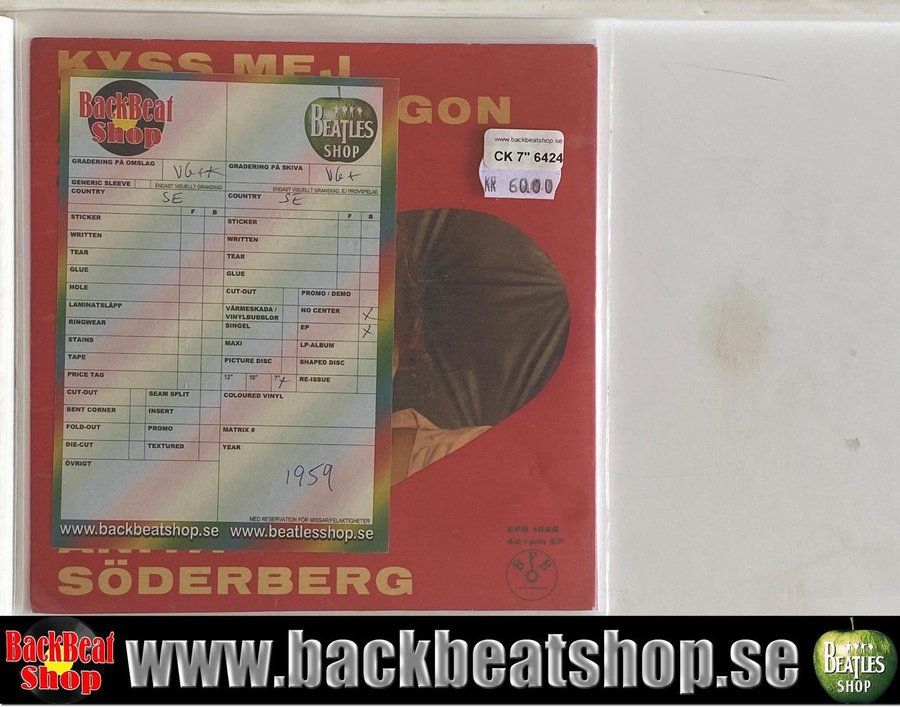 KYSS MEJ
GON
BackBeat
Shop
BEATLES
SHOP
www.backbeatshop.se
CK 7" 6424
KR 60.00
GRADERING PÅ OMSLAG VG++
GRADERING PÅ SKIVA VG+
GENERIC SLEEVE
ENDAST VISUELLT GRANSKAD
ENDAST VISUELLT GRANSKAD, EJ PROVSPELAD
COUNTRY SE
COUNTRY SE
F B
F B
STICKER
WRITTEN
TEAR
GLUE
HOLE
LAMINATSLÄPP
RINGWEAR
STAINS
TAPE
PRICE TAG
CUT-OUT SEAM SPLIT
BENT CORNER INSERT
FOLD-OUT PROMO
DIE-CUT TEXTURED
ÖVRIGT
STICKER
WRITTEN
TEAR
GLUE
CUT-OUT PROMO / DEMO
VÄRMESKADA /
VINYLBUBBLOR
NO CENTER X
SINGEL EP X
MAXI LP-ALBUM
PICTURE DISC SHAPED DISC
12" 10" 7" X RE-ISSUE
COLOURED VINYL
MATRIX #
YEAR
1959
MED RESERVATION FÖR MISSAR/FELAKTIGHETER
www.backbeatshop.se www.beatlesshop.se
ANITA
SÖDERBERG
45 rpm EP
BackBeat
Shop
www.backbeatshop.se
BEATLES
SHOP